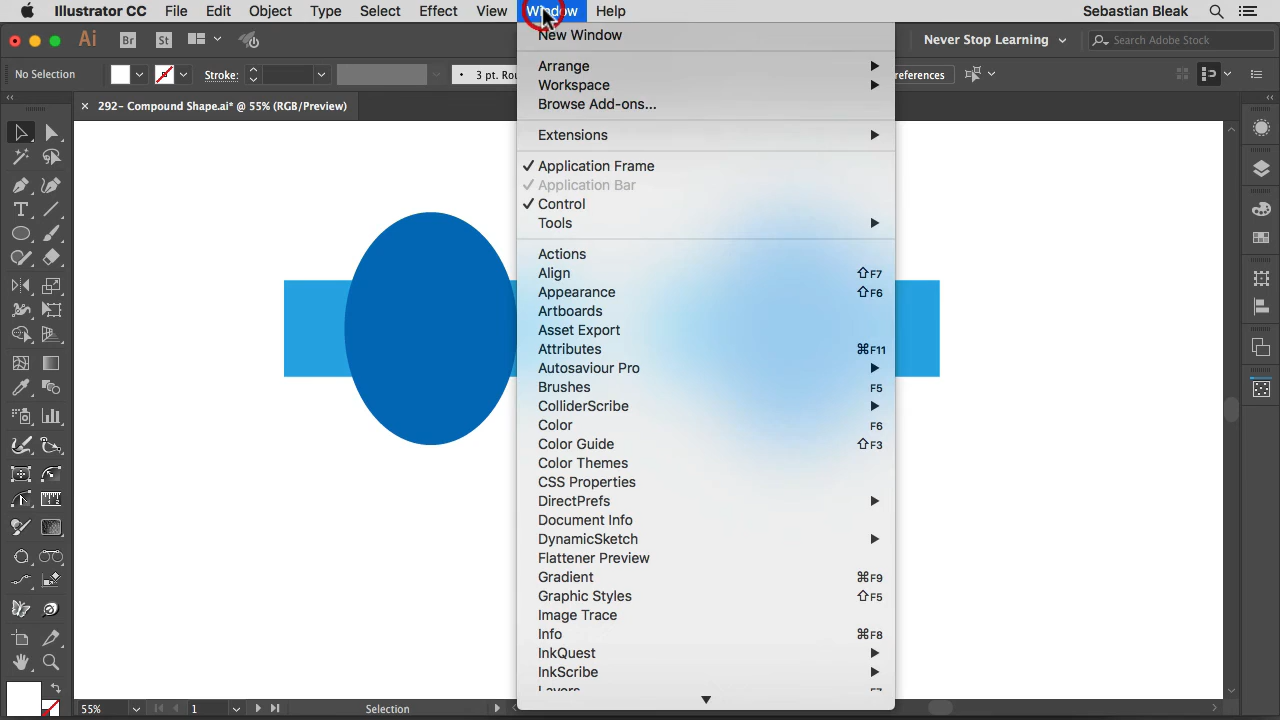 Illustrator CC File Edit Object Type Select Effect View Window Help Sebastian Bleak
Ai Br St Never Stop Learning Search Adobe Stock
No Selection Stroke: 3 pt. Rou references
× 292- Compound Shape.ai* @ 55% (RGB/Preview)
New Window
Arrange
Workspace
Browse Add-ons...
Extensions
✓ Application Frame
✓ Application Bar
✓ Control
Tools
Actions
Align ⇧F7
Appearance ⇧F6
Artboards
Asset Export
Attributes ⌘F11
Autosaviour Pro
Brushes F5
ColliderScribe
Color F6
Color Guide ⇧F3
Color Themes
CSS Properties
DirectPrefs
Document Info
DynamicSketch
Flattener Preview
Gradient ⌘F9
Graphic Styles ⇧F5
Image Trace
Info ⌘F8
InkQuest
InkScribe
Layers F7
55% 1 Selection